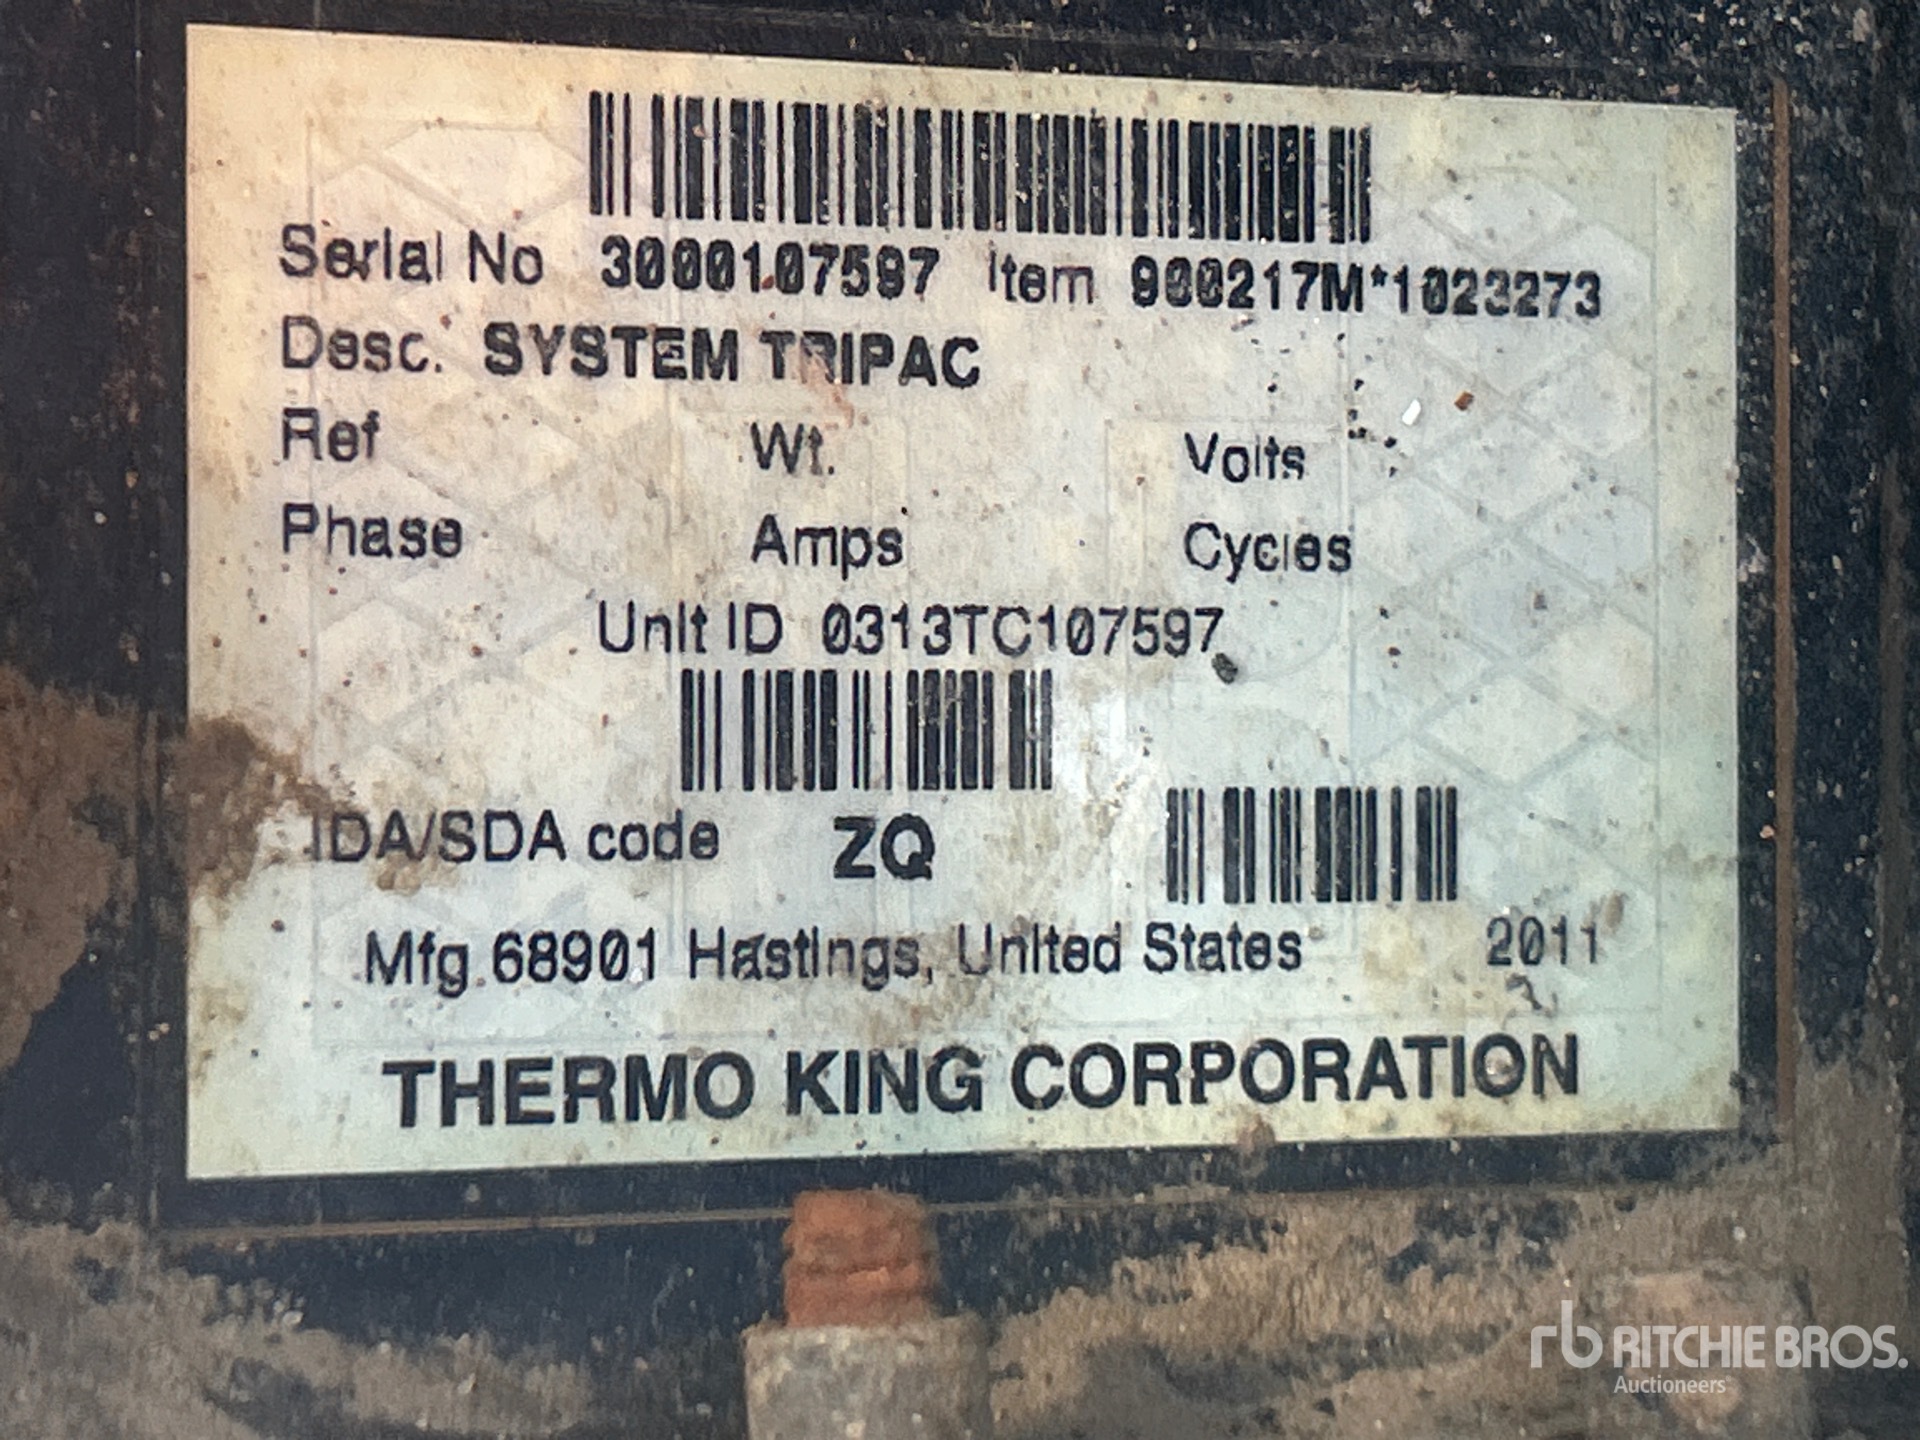 Serial No 3000107597 Item 900217M*1023273
Desc. SYSTEM TRIPAC
Ref Wt. Volts
Phase Amps Cycles
Unit ID 0313TC107597
IDA/SDA code ZQ
Mfg 68901 Hastings, United States 2011
THERMO KING CORPORATION
rb RITCHIE BROS.
Auctioneers